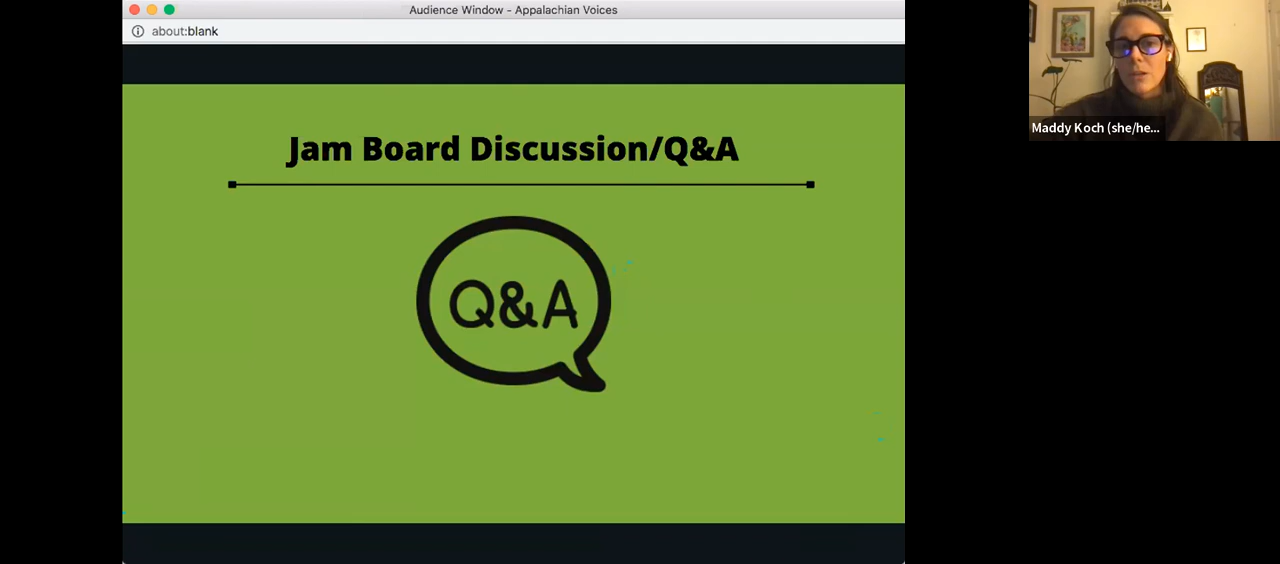 Audience Window - Appalachian Voices
about:blank
Jam Board Discussion/Q&A
Q&A
Maddy Koch (she/he...